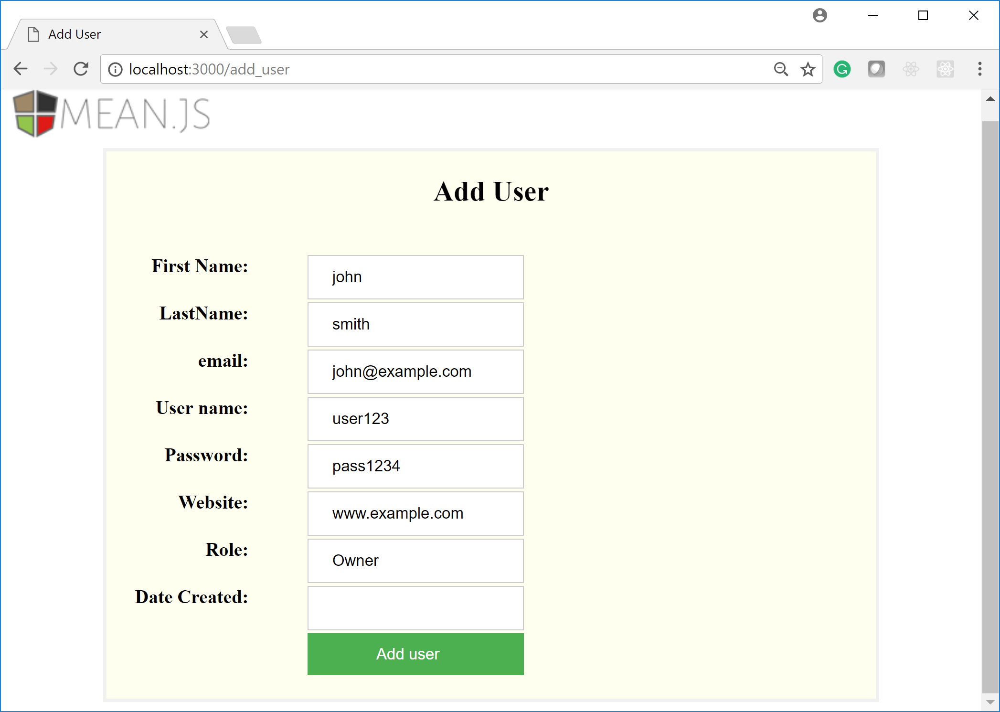 Add User
localhost:3000/add_user
MEAN.JS
Add User
First Name: john
LastName: smith
email: john@example.com
User name: user123
Password: pass1234
Website: www.example.com
Role: Owner
Date Created:
Add user